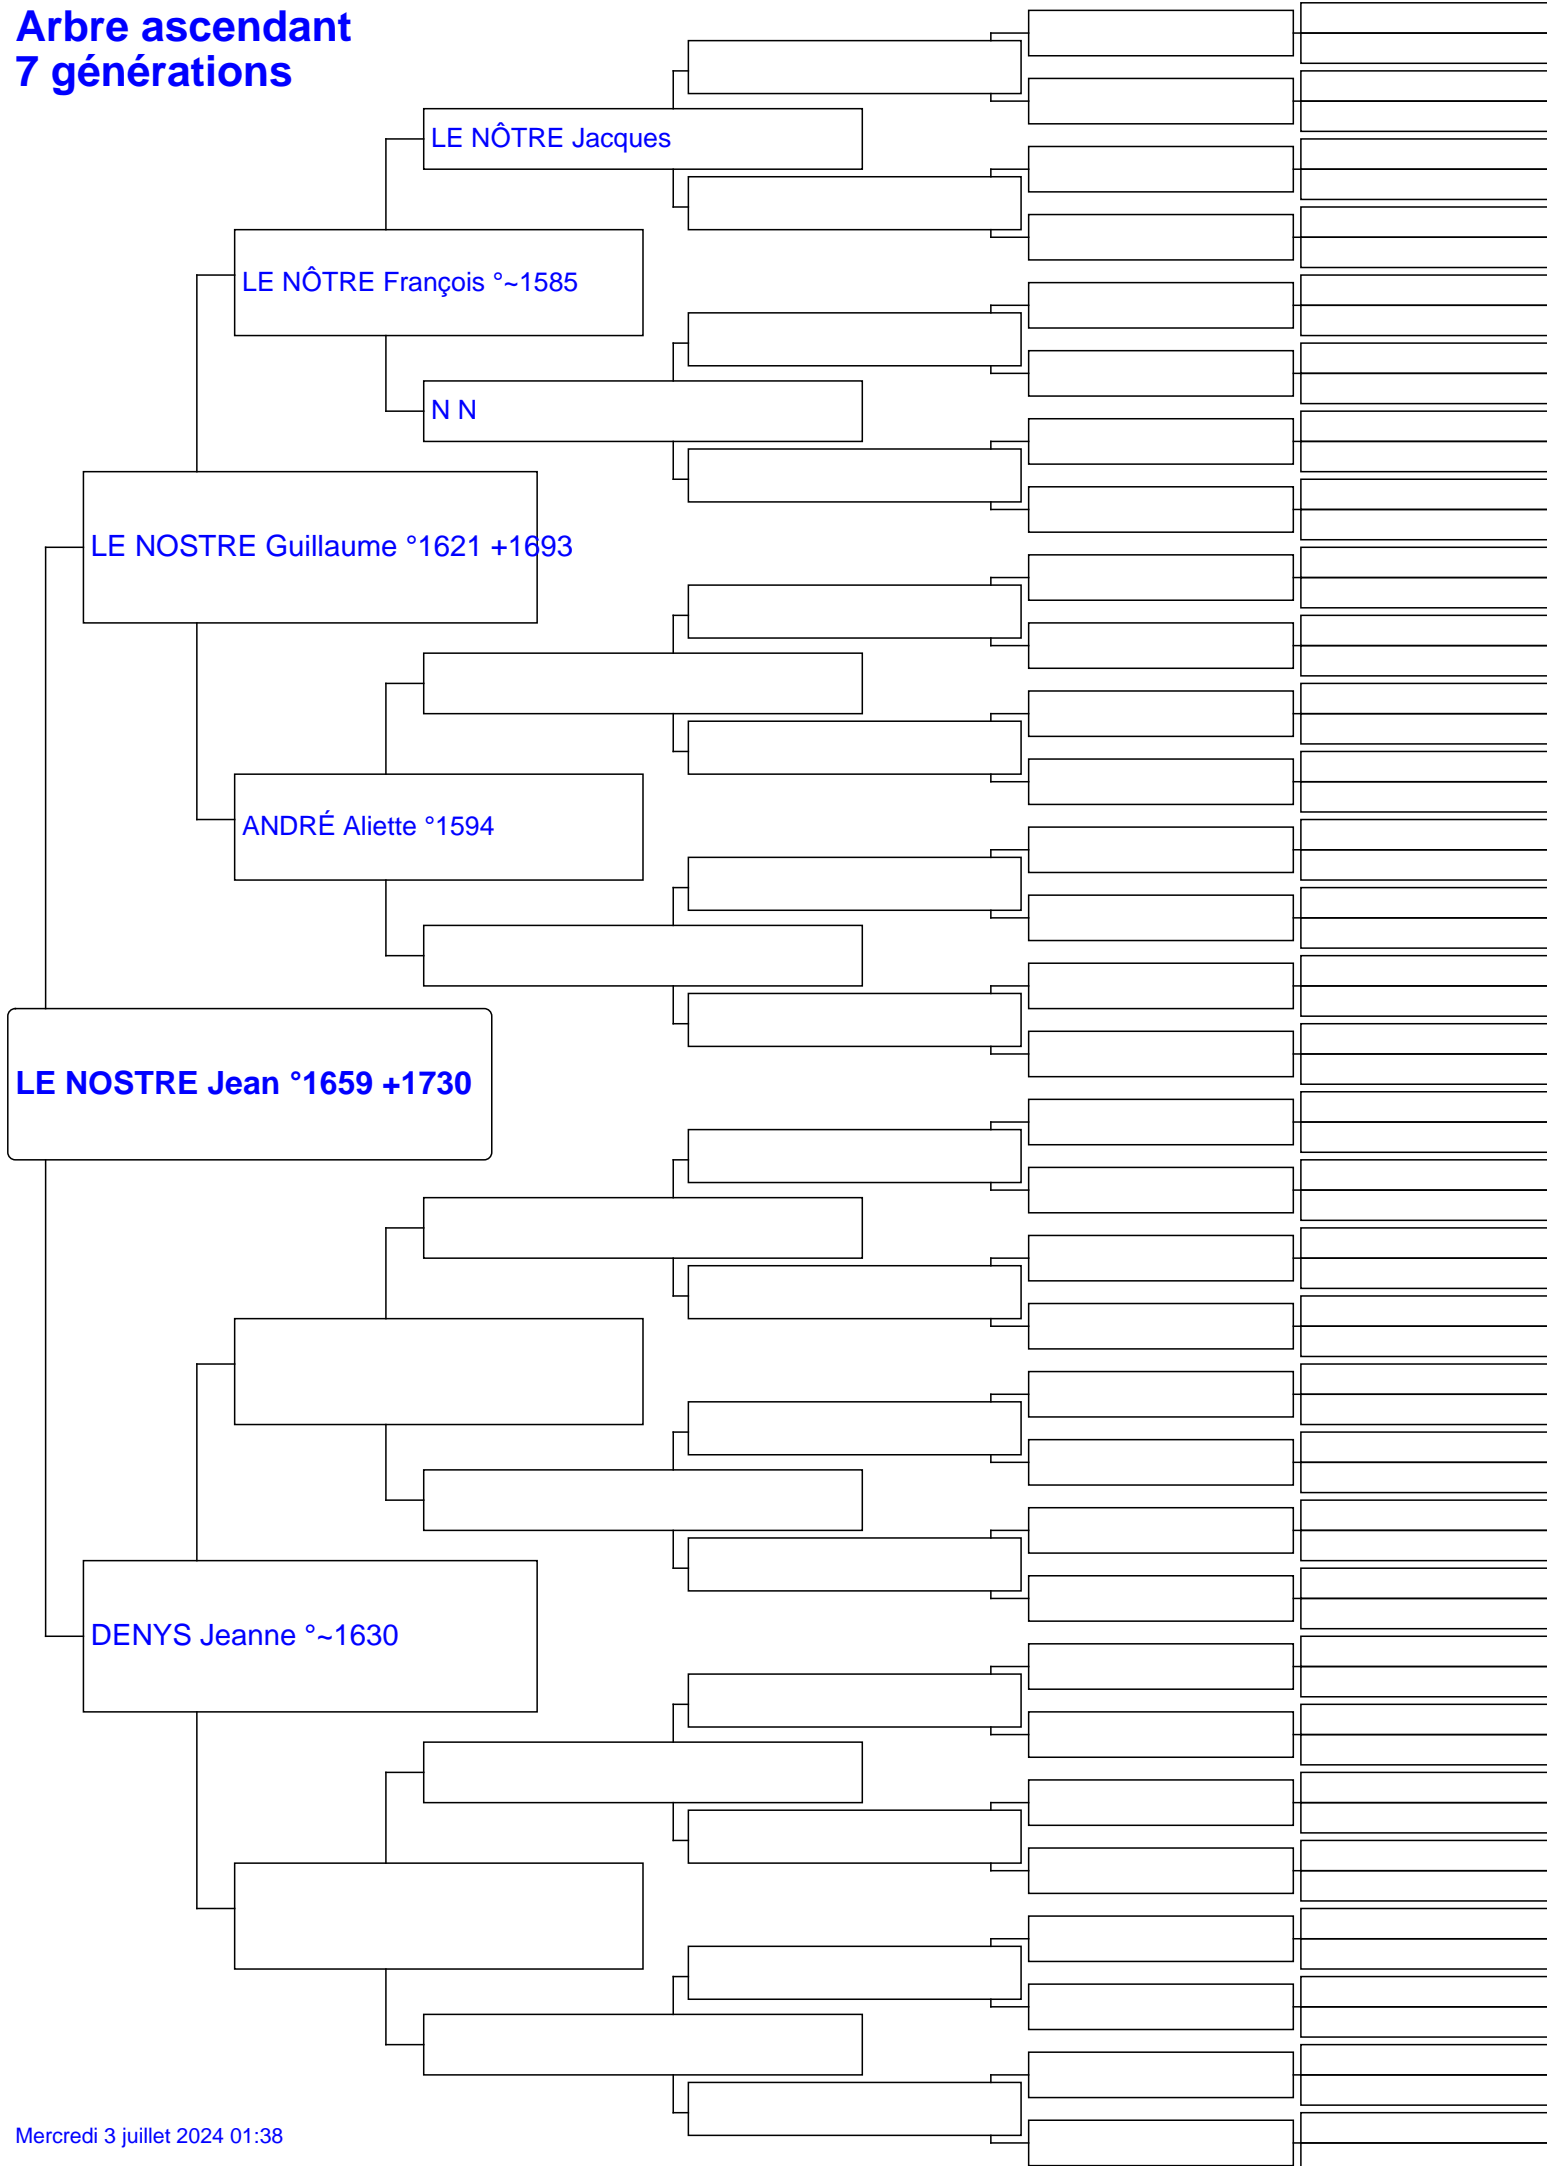 Arbre ascendant
7 générations
LE NÔTRE Jacques
LE NÔTRE François °~1585
N N
LE NOSTRE Guillaume °1621 +1693
ANDRÉ Aliette °1594
LE NOSTRE Jean °1659 +1730
DENYS Jeanne °~1630
Mercredi 3 juillet 2024 01:38